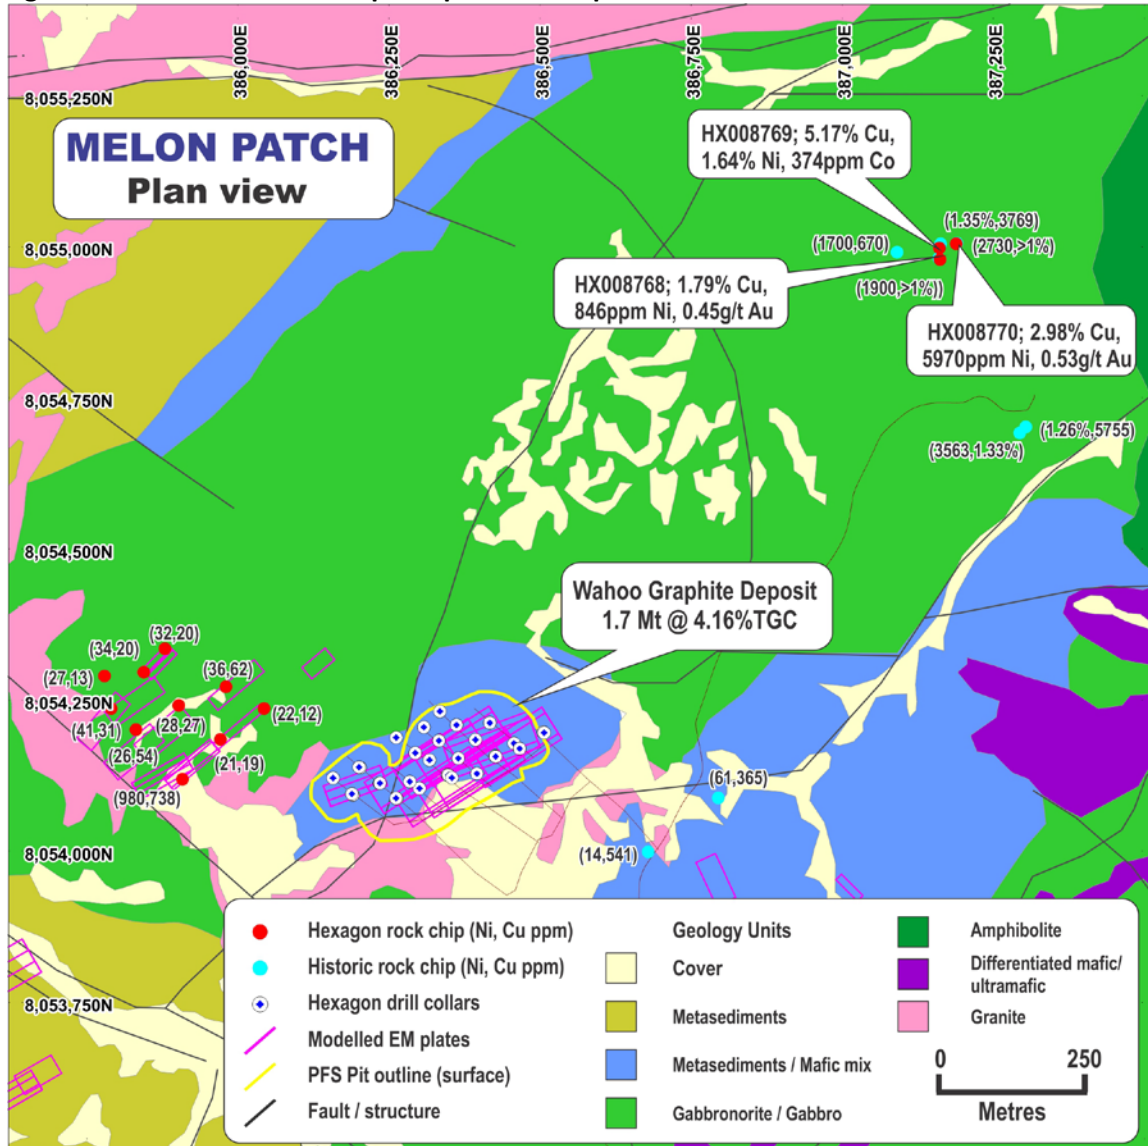 386,000E
386,250E
386,500E
386,750E
387,000E
387,250E
8,055,250N
MELON PATCH
Plan view
HX008769; 5.17% Cu,
1.64% Ni, 374ppm Co
8,055,000N
(1700,670)
(1.35%,3769)
(2730,>1%)
HX008768; 1.79% Cu,
846ppm Ni, 0.45g/t Au
(1900,>1%))
HX008770; 2.98% Cu,
5970ppm Ni, 0.53g/t Au
8,054,750N
(1.26%,5755)
(3563,1.33%)
8,054,500N
Wahoo Graphite Deposit
1.7 Mt @ 4.16%TGC
(32,20)
(34,20)
(27,13)
(36,62)
8,054,250N
(41,31)
(28,27)
(22,12)
(26,54)
(21,19)
(980,738)
(61,365)
8,054,000N
(14,541)
8,053,750N
Hexagon rock chip (Ni, Cu ppm)
Historic rock chip (Ni, Cu ppm)
Hexagon drill collars
Modelled EM plates
PFS Pit outline (surface)
Fault / structure
Geology Units
Cover
Metasediments
Metasediments / Mafic mix
Gabbronorite / Gabbro
Amphibolite
Differentiated mafic/
ultramafic
Granite
0 250
Metres